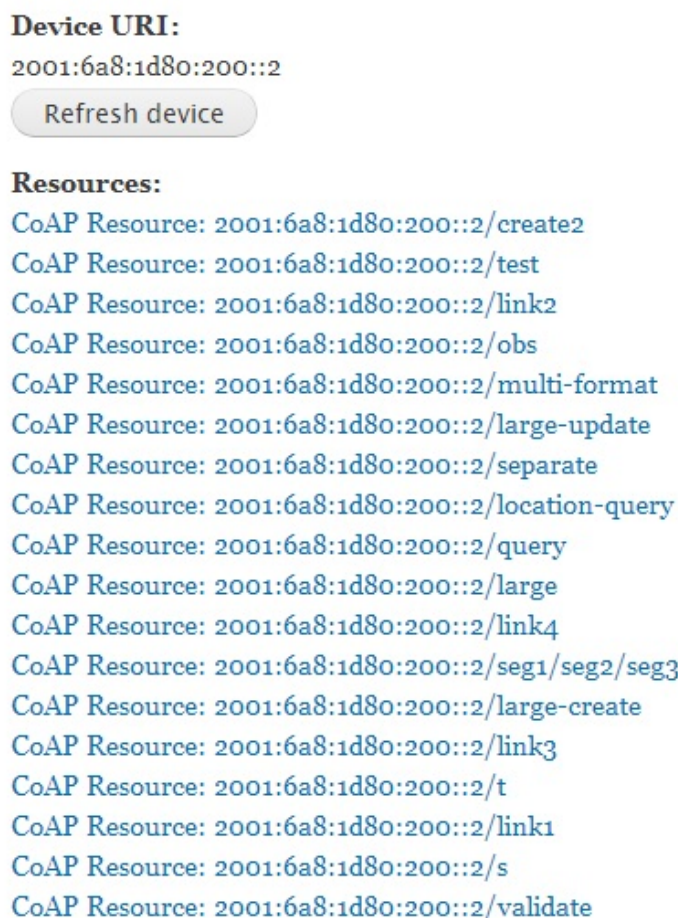 Device URI:
2001:6a8:1d80:200::2
Refresh device
Resources:
CoAP Resource: 2001:6a8:1d80:200::2/create2
CoAP Resource: 2001:6a8:1d80:200::2/test
CoAP Resource: 2001:6a8:1d80:200::2/link2
CoAP Resource: 2001:6a8:1d80:200::2/obs
CoAP Resource: 2001:6a8:1d80:200::2/multi-format
CoAP Resource: 2001:6a8:1d80:200::2/large-update
CoAP Resource: 2001:6a8:1d80:200::2/separate
CoAP Resource: 2001:6a8:1d80:200::2/location-query
CoAP Resource: 2001:6a8:1d80:200::2/query
CoAP Resource: 2001:6a8:1d80:200::2/large
CoAP Resource: 2001:6a8:1d80:200::2/link4
CoAP Resource: 2001:6a8:1d80:200::2/seg1/seg2/seg3
CoAP Resource: 2001:6a8:1d80:200::2/large-create
CoAP Resource: 2001:6a8:1d80:200::2/link3
CoAP Resource: 2001:6a8:1d80:200::2/t
CoAP Resource: 2001:6a8:1d80:200::2/link1
CoAP Resource: 2001:6a8:1d80:200::2/s
CoAP Resource: 2001:6a8:1d80:200::2/validate